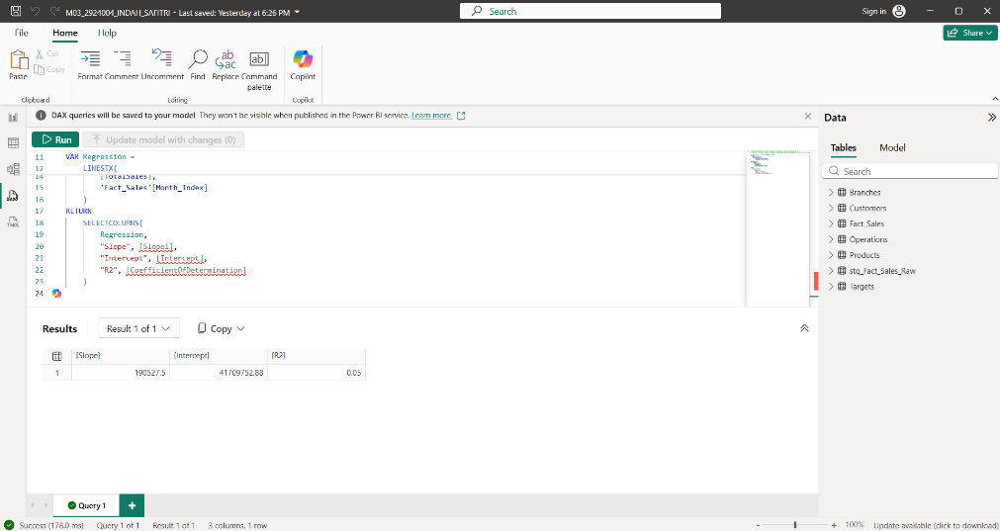 M03_2924004_INDAH_SAFITRI • Last saved: Yesterday at 6:26 PM
Search
Sign in
File Home Help
Share
Paste
Cut
Copy
Format Comment Uncomment Find Replace Command palette
Copilot
Clipboard
Editing
Copilot
DAX queries will be saved to your model They won't be visible when published in the Power BI service. Learn more
Run
Update model with changes (0)
11 VAR Regression =
12 LINESTX(
14 [TotalSales],
15 'Fact_Sales'[Month_Index]
16 )
17 RETURN
18 SELECTCOLUMNS(
19 Regression,
20 "Slope", [Slope1],
21 "Intercept", [Intercept],
22 "R2", [CoefficientOfDetermination]
23 )
24
Results
Result 1 of 1
Copy
[Slope] [Intercept] [R2]
1 190527.5 41709752.88 0.05
Data
Tables Model
Search
Branches
Customers
Fact_Sales
Operations
Products
stg_Fact_Sales_Raw
Targets
TMDL
Query 1
+
Success (178.0 ms) Query 1 of 1 Result 1 of 1 3 columns, 1 row
- + 100% Update available (click to download)